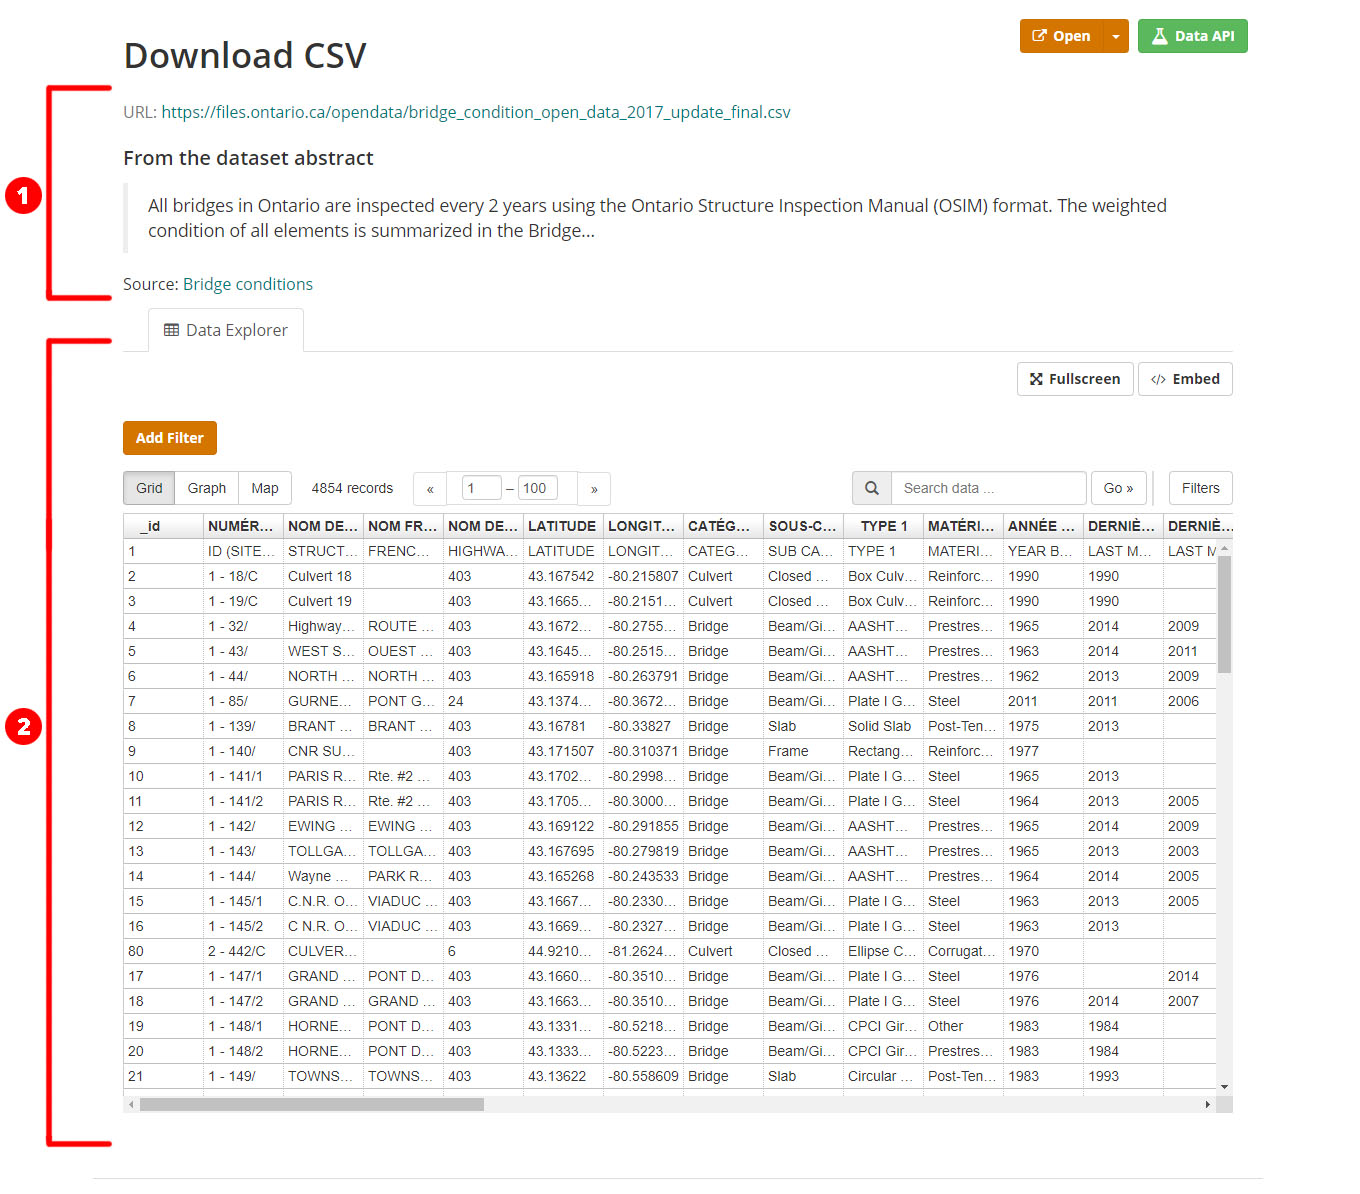 Download CSV
Open
Data API
URL: https://files.ontario.ca/opendata/bridge_condition_open_data_2017_update_final.csv
From the dataset abstract
1
All bridges in Ontario are inspected every 2 years using the Ontario Structure Inspection Manual (OSIM) format. The weighted
condition of all elements is summarized in the Bridge...
Source: Bridge conditions
Data Explorer
Fullscreen
</> Embed
Add Filter
Grid Graph Map 4854 records « 1 – 100 » Search data ... Go » Filters
_id NUMÉR... NOM DE... NOM FR... NOM DE... LATITUDE LONGIT... CATÉG... SOUS-C... TYPE 1 MATÉRI... ANNÉE ... DERNIÈ... DERNIÈ...
1 ID (SITE... STRUCT... FRENC... HIGHWA... LATITUDE LONGIT... CATEG... SUB CA... TYPE 1 MATERI... YEAR B... LAST M... LAST M
2 1 - 18/C Culvert 18 403 43.167542 -80.215807 Culvert Closed ... Box Culv... Reinforc... 1990 1990
3 1 - 19/C Culvert 19 403 43.1665... -80.2151... Culvert Closed ... Box Culv... Reinforc... 1990 1990
4 1 - 32/ Highway... ROUTE ... 403 43.1672... -80.2755... Bridge Beam/Gi... AASHT... Prestres... 1965 2014 2009
5 1 - 43/ WEST S... OUEST ... 403 43.1645... -80.2515... Bridge Beam/Gi... AASHT... Prestres... 1963 2014 2011
6 1 - 44/ NORTH ... NORTH ... 403 43.165918 -80.263791 Bridge Beam/Gi... AASHT... Prestres... 1962 2013 2009
7 1 - 85/ GURNE... PONT G... 24 43.1374... -80.3672... Bridge Beam/Gi... Plate I G... Steel 2011 2011 2006
2
8 1 - 139/ BRANT ... BRANT ... 403 43.16781 -80.33827 Bridge Slab Solid Slab Post-Ten... 1975 2013
9 1 - 140/ CNR SU... 403 43.171507 -80.310371 Bridge Frame Rectang... Reinforc... 1977
10 1 - 141/1 PARIS R... Rte. #2 ... 403 43.1702... -80.2998... Bridge Beam/Gi... Plate I G... Steel 1965 2013
11 1 - 141/2 PARIS R... Rte. #2 ... 403 43.1705... -80.3000... Bridge Beam/Gi... Plate I G... Steel 1964 2013 2005
12 1 - 142/ EWING ... EWING ... 403 43.169122 -80.291855 Bridge Beam/Gi... AASHT... Prestres... 1965 2014 2009
13 1 - 143/ TOLLGA... TOLLGA... 403 43.167695 -80.279819 Bridge Beam/Gi... AASHT... Prestres... 1965 2013 2003
14 1 - 144/ Wayne ... PARK R... 403 43.165268 -80.243533 Bridge Beam/Gi... AASHT... Prestres... 1964 2014 2005
15 1 - 145/1 C.N.R. O... VIADUC ... 403 43.1667... -80.2330... Bridge Beam/Gi... Plate I G... Steel 1963 2013 2005
16 1 - 145/2 C N.R. O... VIADUC ... 403 43.1669... -80.2327... Bridge Beam/Gi... Plate I G... Steel 1963 2013
80 2 - 442/C CULVER... 6 44.9210... -81.2624... Culvert Closed ... Ellipse C... Corrugat... 1970
17 1 - 147/1 GRAND ... PONT D... 403 43.1660... -80.3510... Bridge Beam/Gi... Plate I G... Steel 1976 2014
18 1 - 147/2 GRAND ... GRAND ... 403 43.1663... -80.3510... Bridge Beam/Gi... Plate I G... Steel 1976 2014 2007
19 1 - 148/1 HORNE... PONT D... 403 43.1331... -80.5218... Bridge Beam/Gi... CPCI Gir... Other 1983 1984
20 1 - 148/2 HORNE... PONT D... 403 43.1333... -80.5223... Bridge Beam/Gi... CPCI Gir... Prestres... 1983 1984
21 1 - 149/ TOWNS... TOWNS... 403 43.13622 -80.558609 Bridge Slab Circular ... Post-Ten... 1983 1993